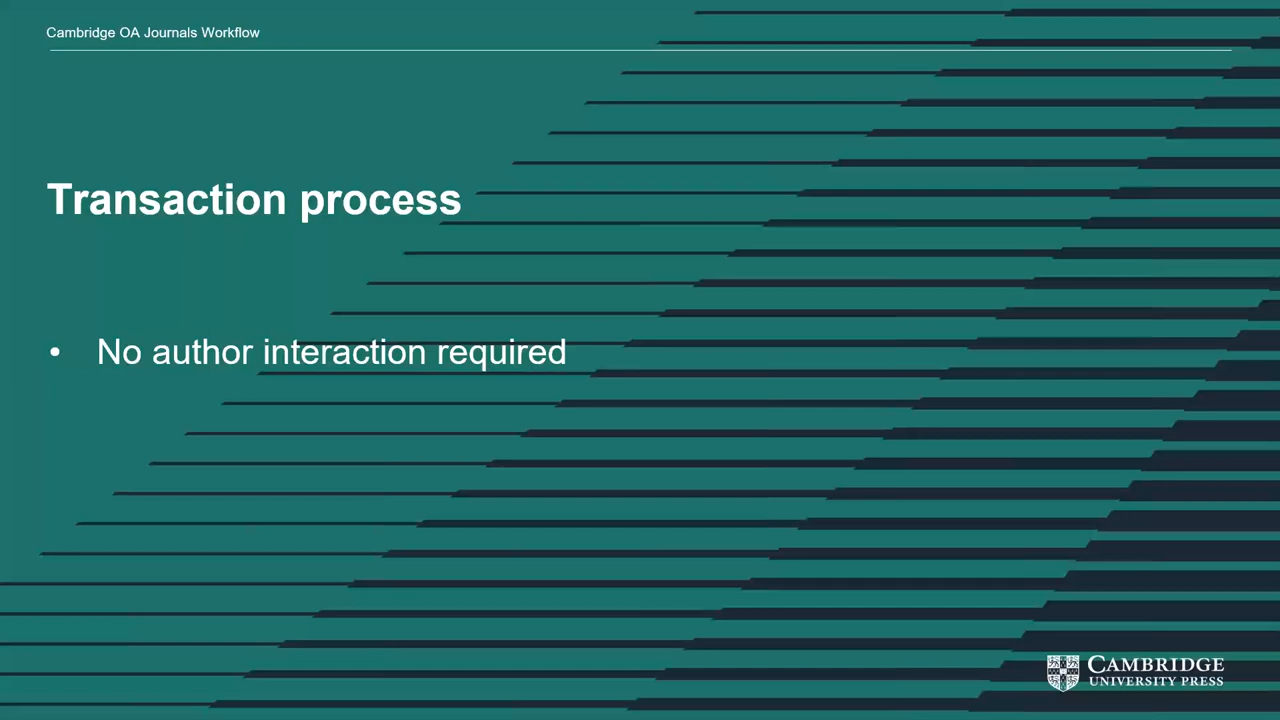 Cambridge OA Journals Workflow
Transaction process
• No author interaction required
CAMBRIDGE
UNIVERSITY PRESS